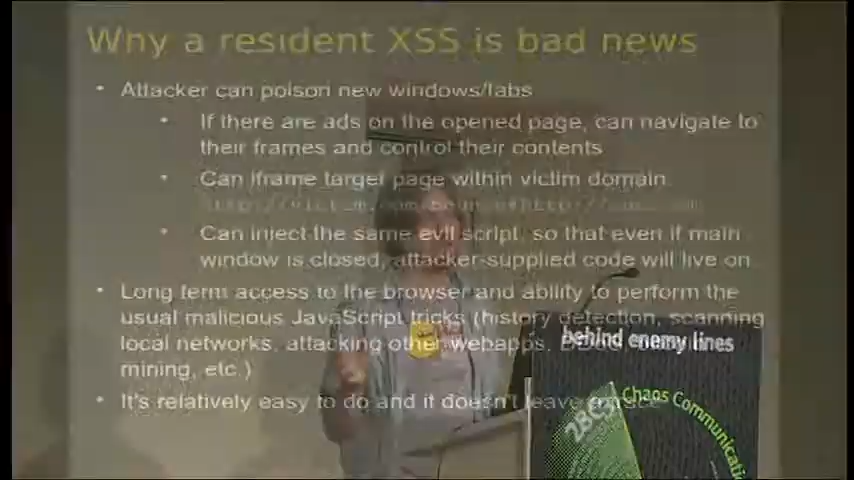 Why a resident XSS is bad news
Attacker can poison new windows/tabs
If there are ads on the opened page, can navigate to
their frames and control their contents
Can iframe target page within victim domain
Can inject the same evil script, so that even if main
window is closed, attacker-supplied code will live on
Long term access to the browser and ability to perform the
usual malicious JavaScript tricks (history detection, scanning
local networks, attacking other webapps,
mining, etc.)
It's relatively easy to do and it doesn't leave a trace
behind enemy lines
28C3
Chaos Communication